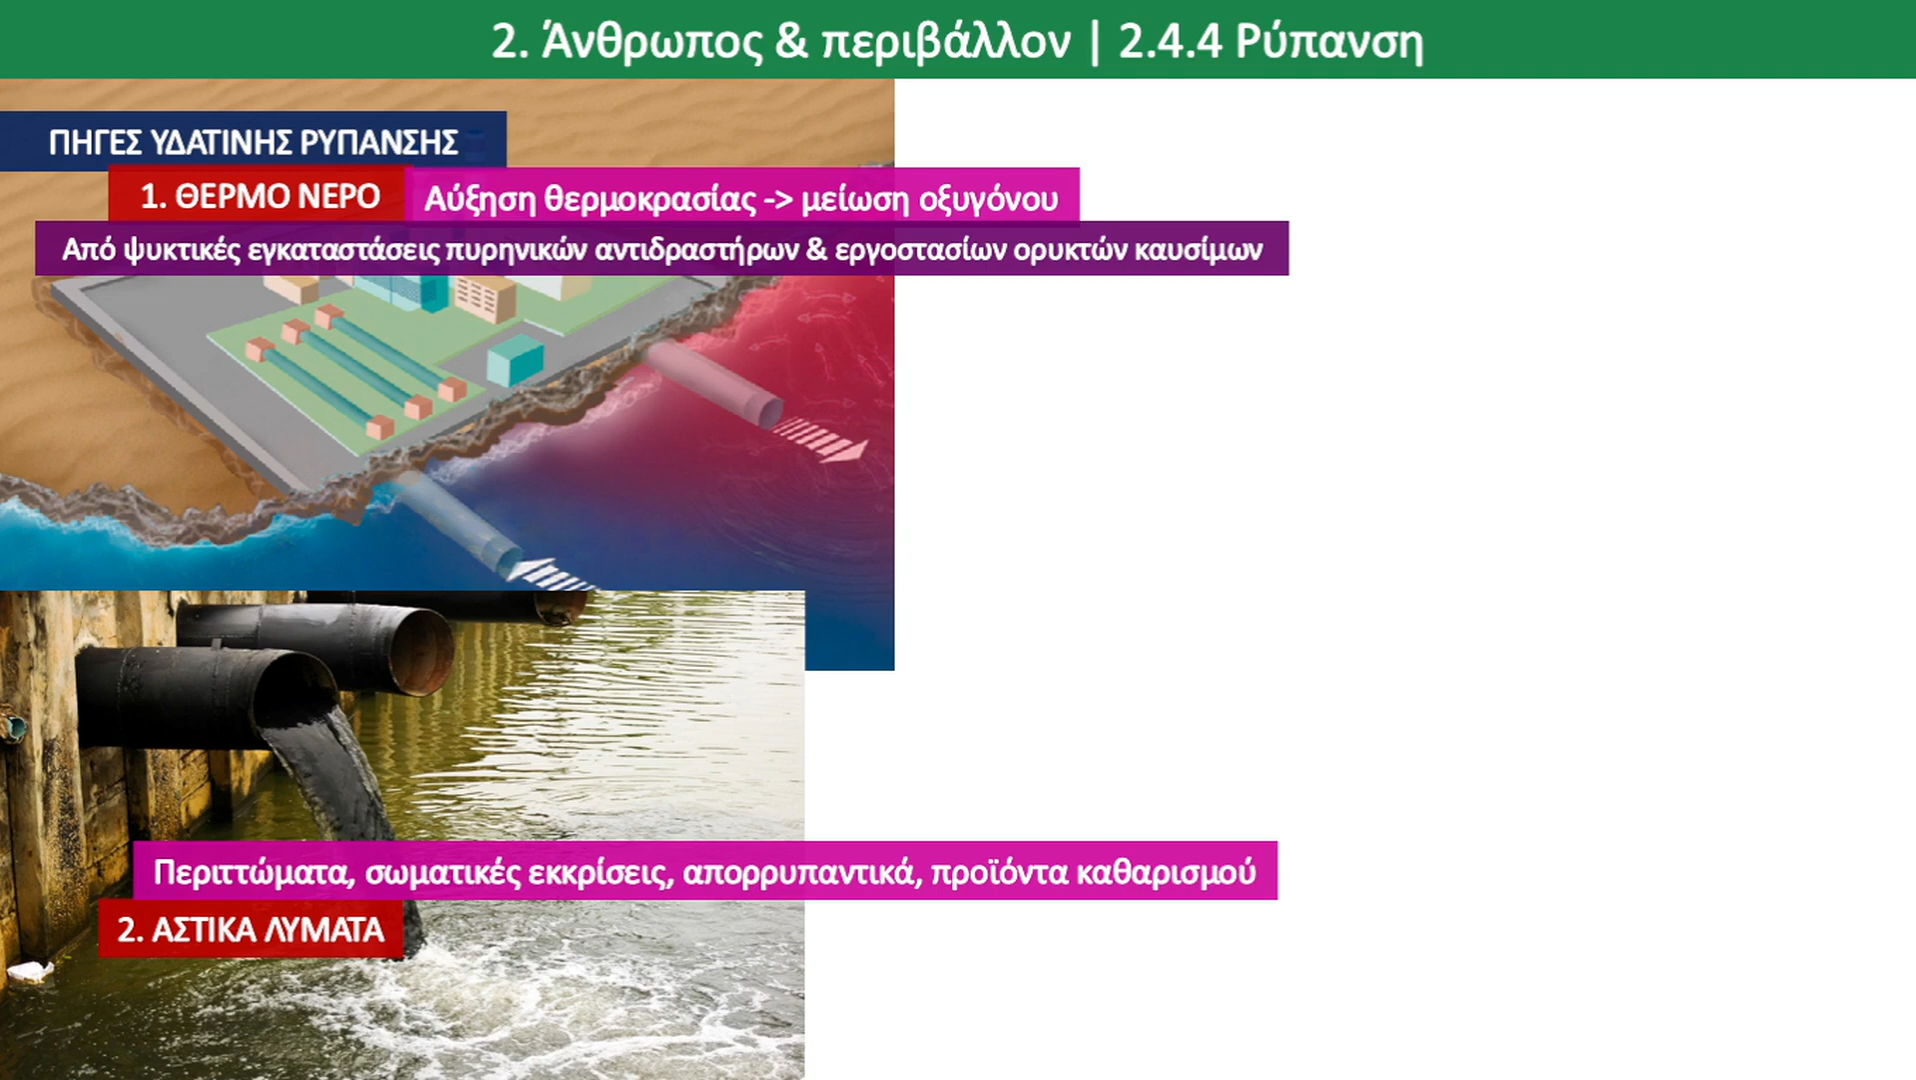 2. Άνθρωπος & περιβάλλον | 2.4.4 Ρύπανση
ΠΗΓΕΣ ΥΔΑΤΙΝΗΣ ΡΥΠΑΝΣΗΣ
1. ΘΕΡΜΟ ΝΕΡΟ
Αύξηση θερμοκρασίας -> μείωση οξυγόνου
Από ψυκτικές εγκαταστάσεις πυρηνικών αντιδραστήρων & εργοστασίων ορυκτών καυσίμων
Περιττώματα, σωματικές εκκρίσεις, απορρυπαντικά, προϊόντα καθαρισμού
2. ΑΣΤΙΚΑ ΛΥΜΑΤΑ